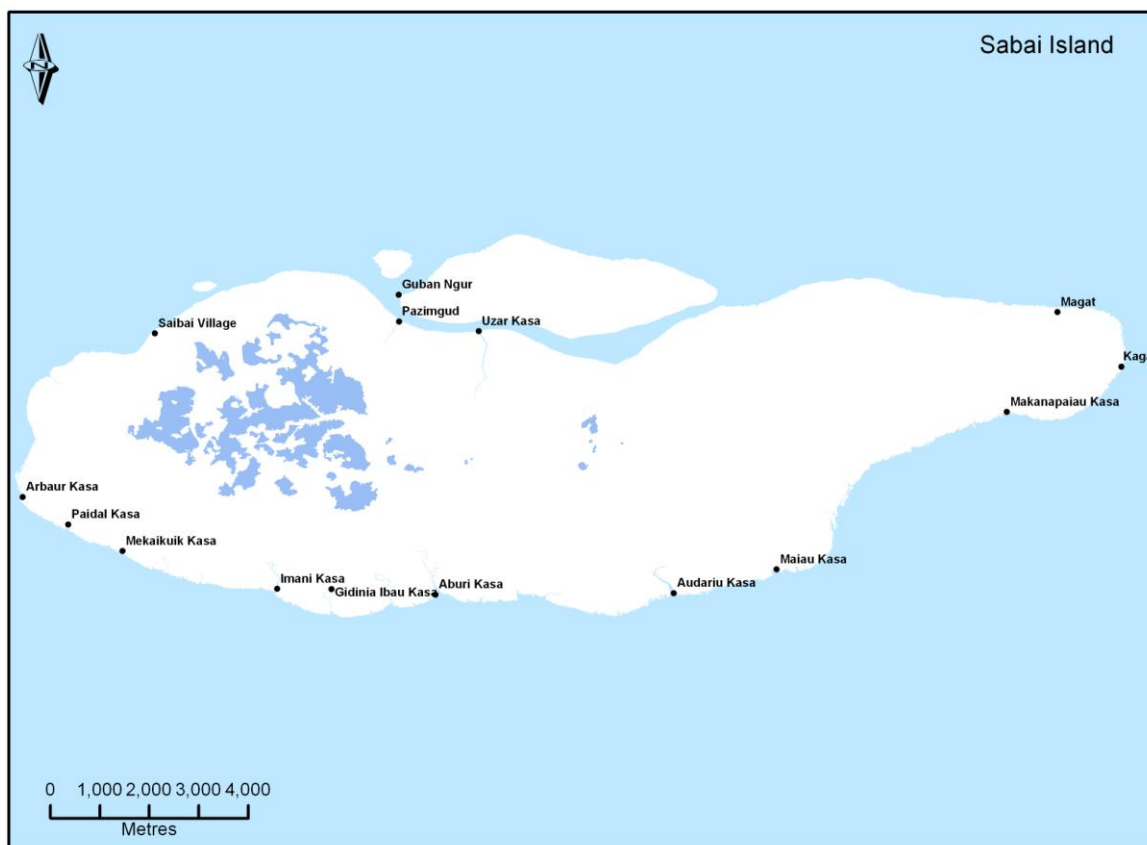 Sabai Island
N
Guban Ngur
Magat
Pazimgud
Uzar Kasa
Saibai Village
Kaga
Makanapaiau Kasa
Arbaur Kasa
Paidal Kasa
Mekaikuik Kasa
Maiau Kasa
Imani Kasa
Gidinia Ibau Kasa
Aburi Kasa
Audariu Kasa
0 1,000 2,000 3,000 4,000
Metres